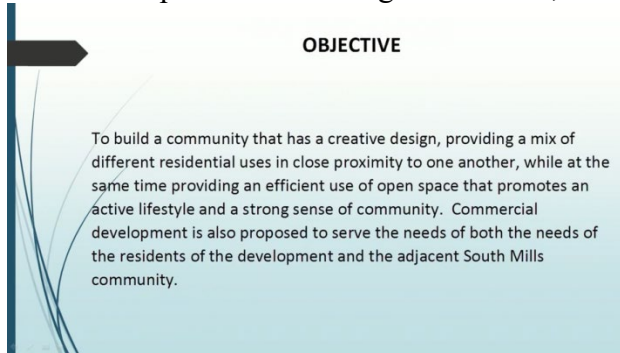 OBJECTIVE
To build a community that has a creative design, providing a mix of
different residential uses in close proximity to one another, while at the
same time providing an efficient use of open space that promotes an
active lifestyle and a strong sense of community. Commercial
development is also proposed to serve the needs of both the needs of
the residents of the development and the adjacent South Mills
community.